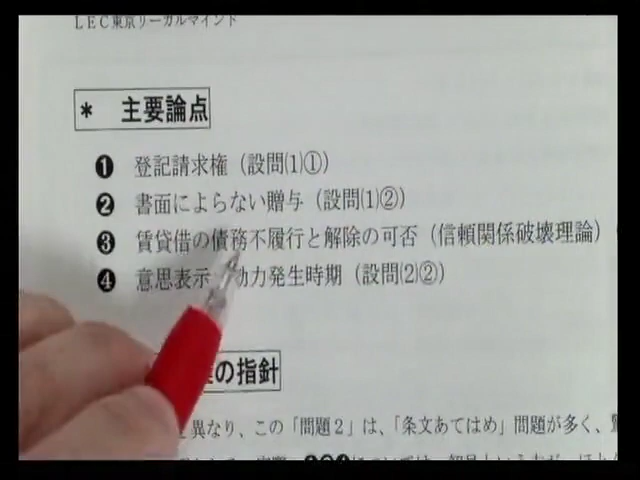 LEC東京リーガルマインド
* 主要論点
❶ 登記請求権（設問⑴①）
❷ 書面によらない贈与（設問⑴②）
❸ 賃貸借の債務不履行と解除の可否（信頼関係破壊理論）
❹ 意思表示 効力発生時期（設問⑵②）
の指針
と異なり、この「問題２」は、「条文あてはめ」問題が多く、